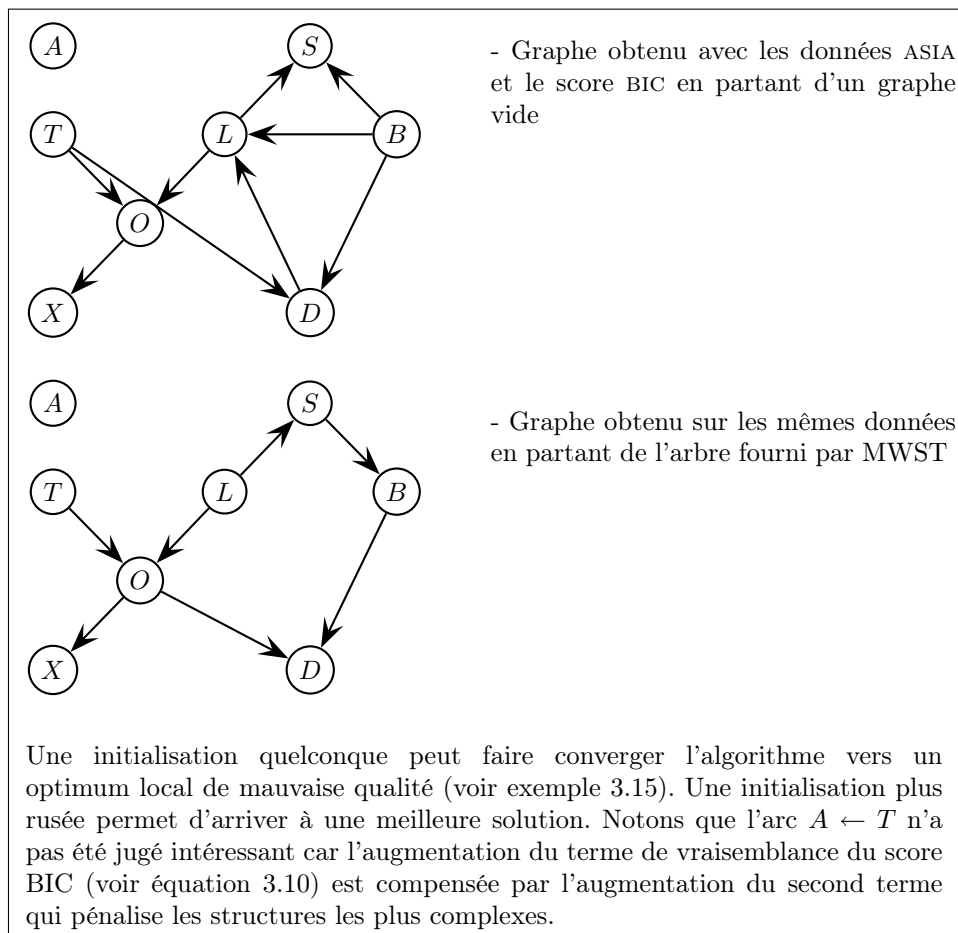 A
S
T
L
B
O
X
D
- Graphe obtenu avec les données ASIA
et le score BIC en partant d'un graphe
vide
A
S
T
L
B
O
X
D
- Graphe obtenu sur les mêmes données
en partant de l'arbre fourni par MWST
Une initialisation quelconque peut faire converger l'algorithme vers un
optimum local de mauvaise qualité (voir exemple 3.15). Une initialisation plus
rusée permet d'arriver à une meilleure solution. Notons que l'arc A ← T n'a
pas été jugé intéressant car l'augmentation du terme de vraisemblance du score
BIC (voir équation 3.10) est compensée par l'augmentation du second terme
qui pénalise les structures les plus complexes.